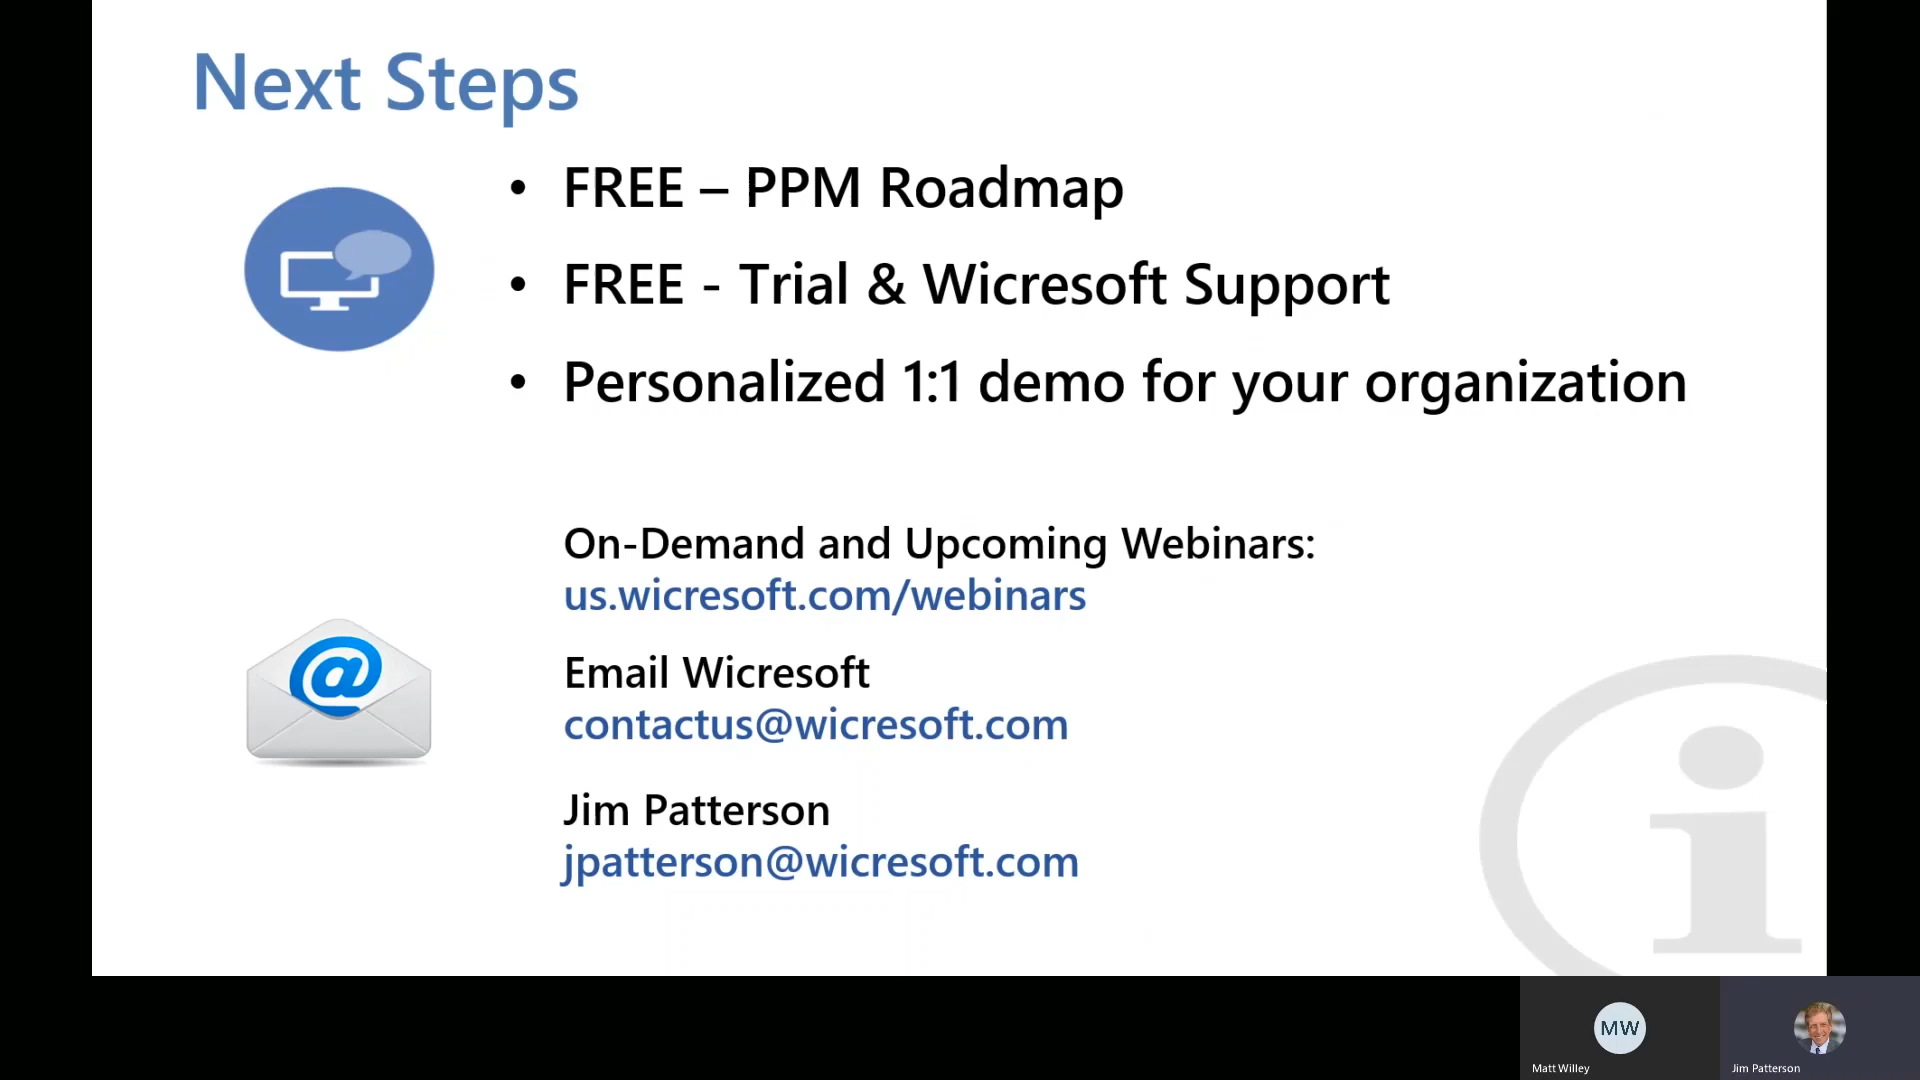 Next Steps
• FREE – PPM Roadmap
• FREE - Trial & Wicresoft Support
• Personalized 1:1 demo for your organization
On-Demand and Upcoming Webinars:
us.wicresoft.com/webinars
Email Wicresoft
contactus@wicresoft.com
Jim Patterson
jpatterson@wicresoft.com
MW
Matt Willey
Jim Patterson